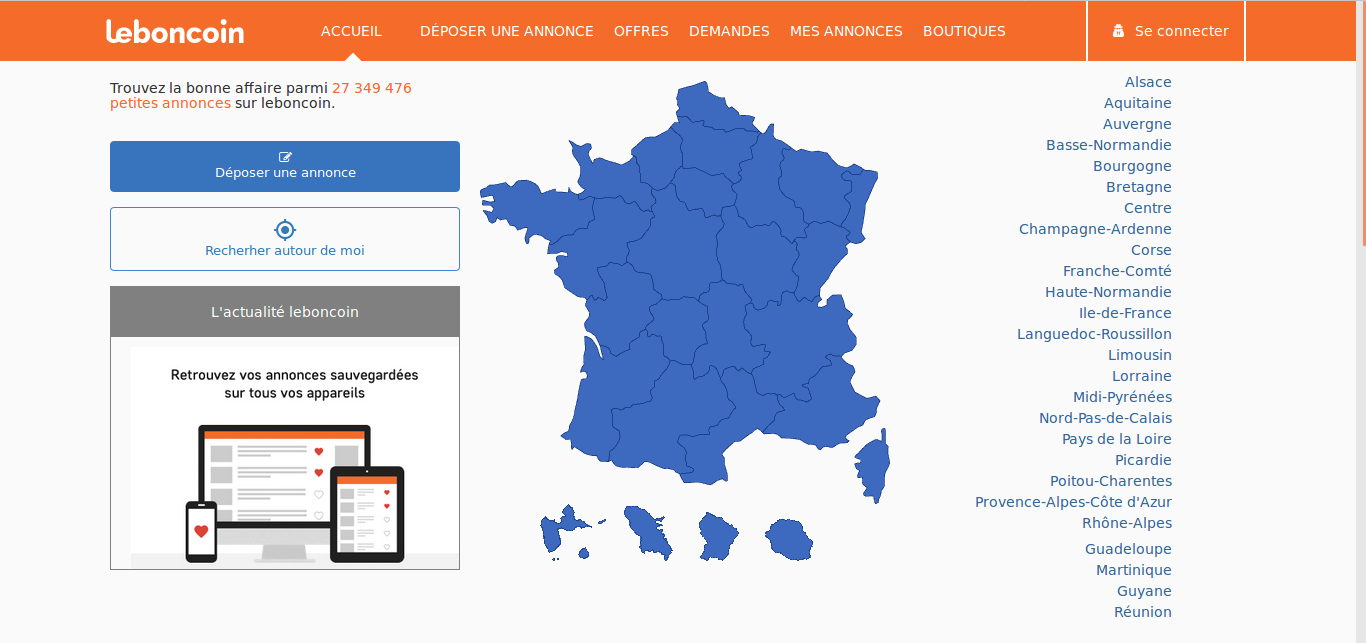 leboncoin
ACCUEIL
DÉPOSER UNE ANNONCE
OFFRES
DEMANDES
MES ANNONCES
BOUTIQUES
Se connecter
Trouvez la bonne affaire parmi 27 349 476
petites annonces sur leboncoin.
Déposer une annonce
Recherher autour de moi
L'actualité leboncoin
Retrouvez vos annonces sauvegardées
sur tous vos appareils
Alsace
Aquitaine
Auvergne
Basse-Normandie
Bourgogne
Bretagne
Centre
Champagne-Ardenne
Corse
Franche-Comté
Haute-Normandie
Ile-de-France
Languedoc-Roussillon
Limousin
Lorraine
Midi-Pyrénées
Nord-Pas-de-Calais
Pays de la Loire
Picardie
Poitou-Charentes
Provence-Alpes-Côte d'Azur
Rhône-Alpes
Guadeloupe
Martinique
Guyane
Réunion